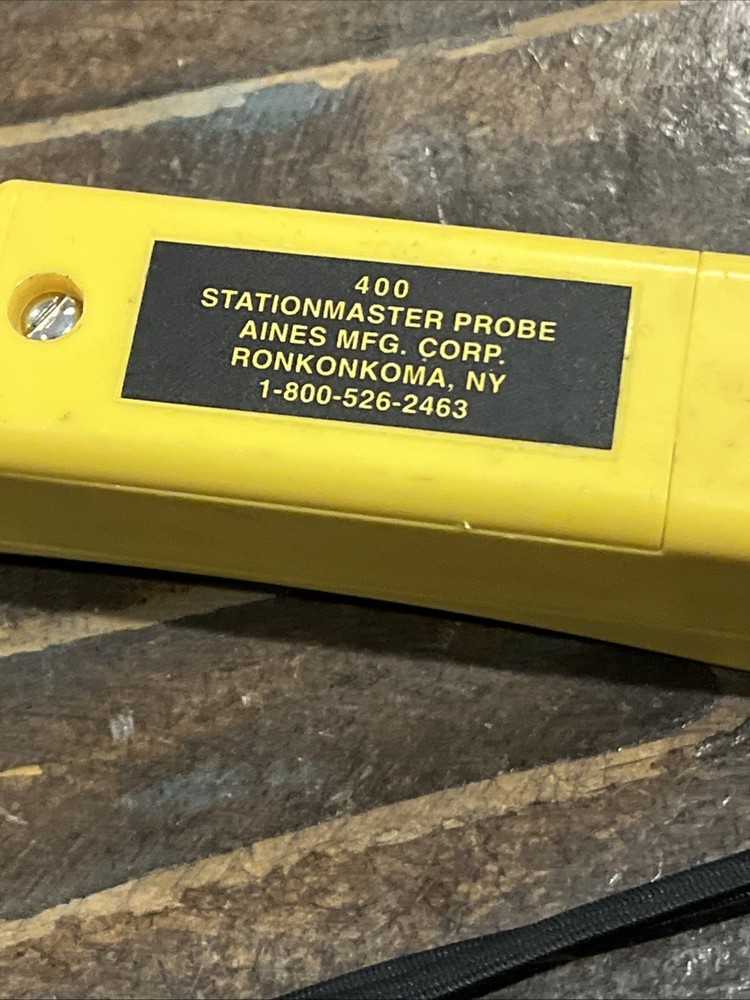 400
STATIONMASTER PROBE
AINES MFG. CORP.
RONKONKOMA, NY
1-800-526-2463